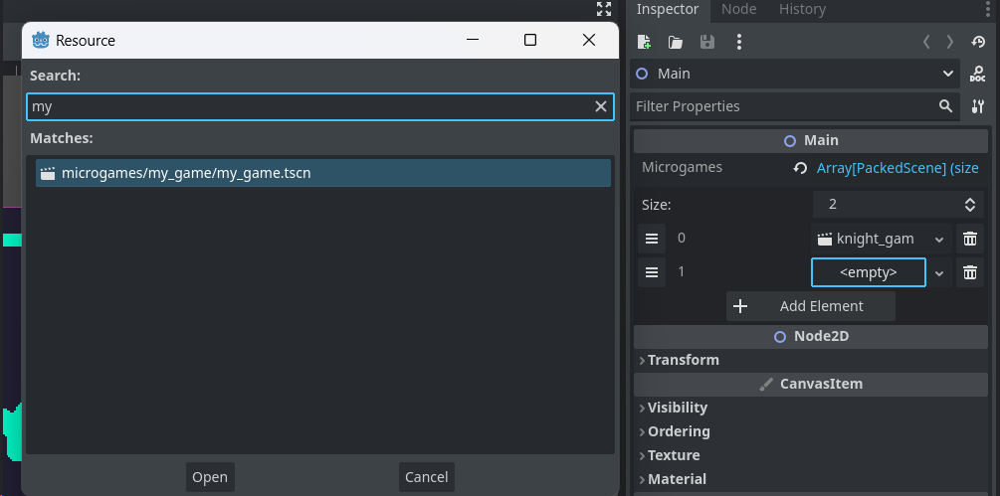 Resource
Search:
my
Matches:
microgames/my_game/my_game.tscn
Open
Cancel
Inspector
Node
History
Main
DOC
Filter Properties
Main
Microgames
Array[PackedScene] (size
Size:
2
0
knight_gam
1
<empty>
Add Element
Node2D
Transform
CanvasItem
Visibility
Ordering
Texture
Material